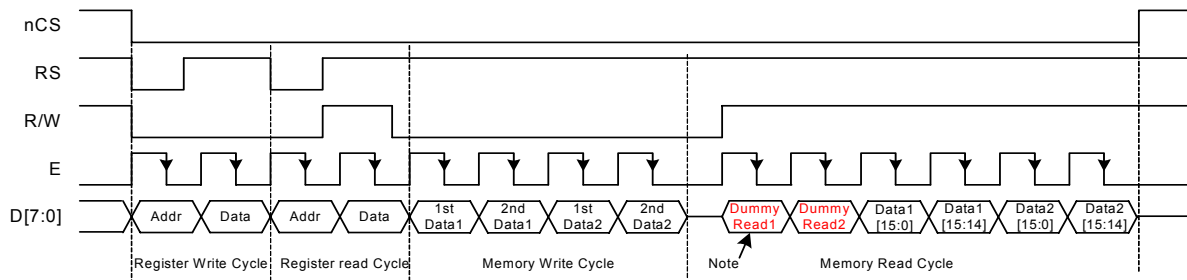 nCS
RS
R/W
E
D[7:0]
Addr
Data
Addr
Data
1st
Data1
2nd
Data1
1st
Data2
2nd
Data2
Dummy
Read1
Dummy
Read2
Data1
[15:0]
Data1
[15:14]
Data2
[15:0]
Data2
[15:14]
Register Write Cycle
Register read Cycle
Memory Write Cycle
Note
Memory Read Cycle